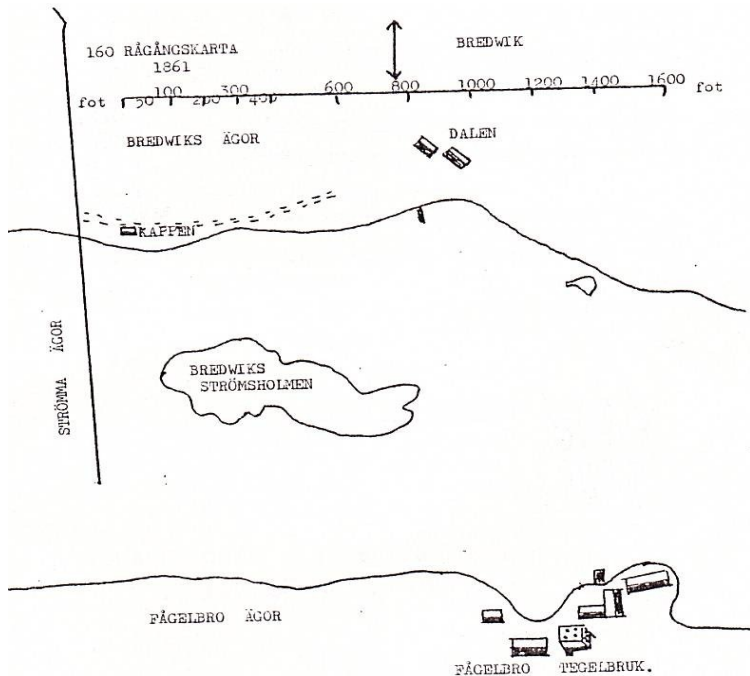 160 RÅGÅNGSKARTA
1861
BREDWIK
fot 50 100 200 300 400 600 800 1000 1200 1400 1600 fot
BREDWIKS ÄGOR
DALEN
KAPPEN
STRÖMMA ÄGOR
BREDWIKS
STRÖMSHOLMEN
FÅGELBRO ÄGOR
FÅGELBRO TEGELBRUK.